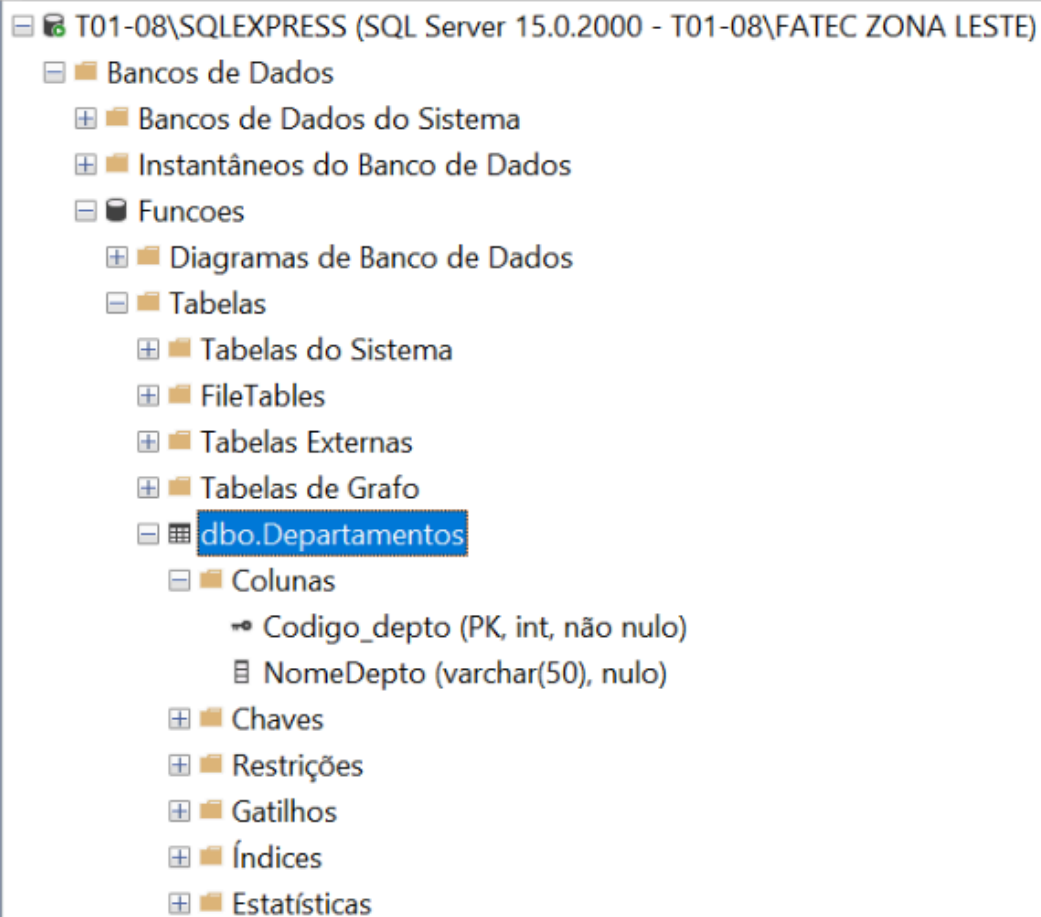 T01-08\SQLEXPRESS (SQL Server 15.0.2000 - T01-08\FATEC ZONA LESTE)
Bancos de Dados
Bancos de Dados do Sistema
Instantâneos do Banco de Dados
Funcoes
Diagramas de Banco de Dados
Tabelas
Tabelas do Sistema
FileTables
Tabelas Externas
Tabelas de Grafo
dbo.Departamentos
Colunas
Codigo_depto (PK, int, não nulo)
NomeDepto (varchar(50), nulo)
Chaves
Restrições
Gatilhos
Índices
Estatísticas